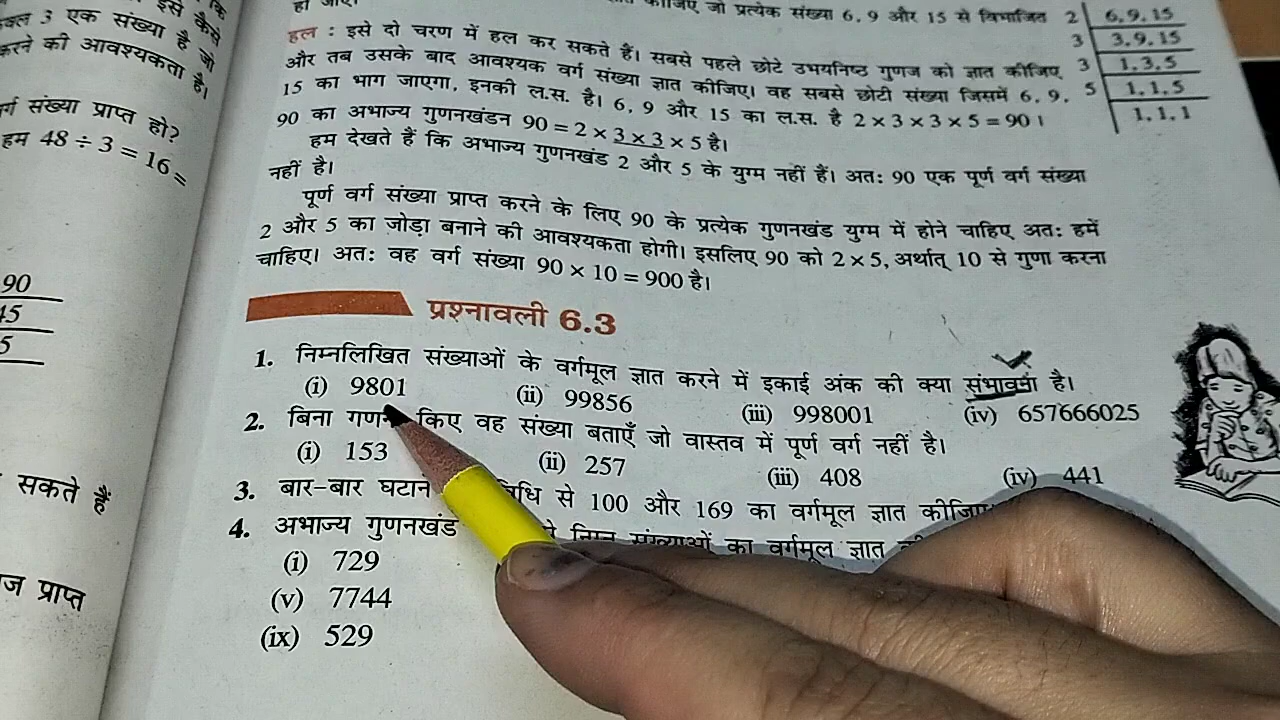 वल 3 एक संख्या है जो
करने की आवश्यकता है।
र्ग संख्या प्राप्त हो?
हम 48 ÷ 3 = 16
90
45
5
सकते हैं
ज प्राप्त
जो प्रत्येक संख्या 6, 9 और 15 से विभाजित
हल : इसे दो चरण में हल कर सकते हैं। सबसे पहले छोटे उभयनिष्ठ गुणज को ज्ञात कीजिए
और तब उसके बाद आवश्यक वर्ग संख्या ज्ञात कीजिए। वह सबसे छोटी संख्या जिसमें 6, 9,
15 का भाग जाएगा, इनकी ल.स. है। 6, 9 और 15 का ल.स. है 2 × 3 × 3 × 5 = 90।
90 का अभाज्य गुणनखंडन 90 = 2 × 3 × 3 × 5 है।
हम देखते हैं कि अभाज्य गुणनखंड 2 और 5 के युग्म नहीं हैं। अतः 90 एक पूर्ण वर्ग संख्या
नहीं है।
पूर्ण वर्ग संख्या प्राप्त करने के लिए 90 के प्रत्येक गुणनखंड युग्म में होने चाहिए अतः हमें
2 और 5 का जोड़ा बनाने की आवश्यकता होगी। इसलिए 90 को 2 × 5, अर्थात् 10 से गुणा करना
चाहिए। अतः वह वर्ग संख्या 90 × 10 = 900 है।
2 6, 9, 15
3 3, 9, 15
3 1, 3, 5
5 1, 1, 5
1, 1, 1
प्रश्नावली 6.3
1. निम्नलिखित संख्याओं के वर्गमूल ज्ञात करने में इकाई अंक की क्या संभावना है।
(i) 9801 (ii) 99856 (iii) 998001 (iv) 657666025
2. बिना गणना किए वह संख्या बताएँ जो वास्तव में पूर्ण वर्ग नहीं है।
(i) 153 (ii) 257 (iii) 408 (iv) 441
3. बार-बार घटाने विधि से 100 और 169 का वर्गमूल ज्ञात कीजिए
4. अभाज्य गुणनखंड से निम्न संख्याओं का वर्गमूल ज्ञात
(i) 729
(v) 7744
(ix) 529